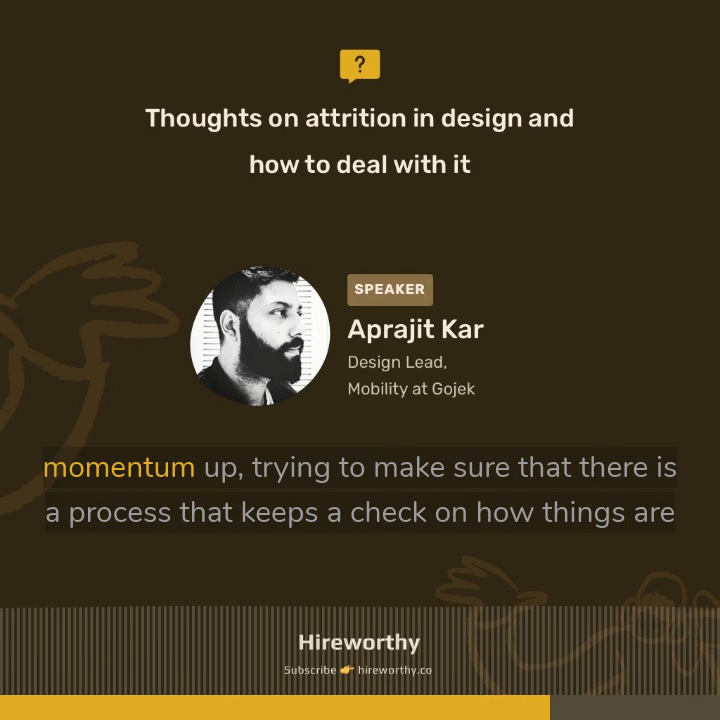 ?
Thoughts on attrition in design and
how to deal with it
SPEAKER
Aprajit Kar
Design Lead,
Mobility at Gojek
momentum up, trying to make sure that there is
a process that keeps a check on how things are
Hireworthy
Subscribe 👉 hireworthy.co